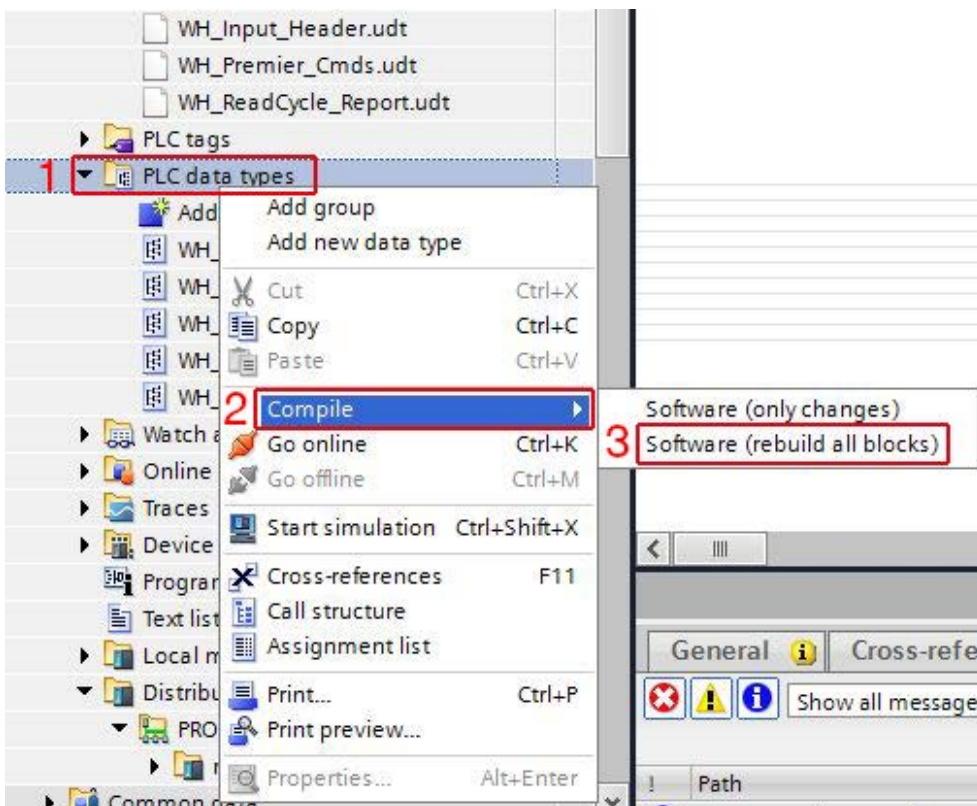 WH_Input_Header.udt
WH_Premier_Cmds.udt
WH_ReadCycle_Report.udt
PLC tags
1 PLC data types
Add group
Add
Add new data type
WH_
WH_
Cut Ctrl+X
WH_
Copy Ctrl+C
WH_
Paste Ctrl+V
WH_
2 Compile
Software (only changes)
Watch
Go online Ctrl+K
3 Software (rebuild all blocks)
Online
Go offline Ctrl+M
Traces
Start simulation Ctrl+Shift+X
Device
Cross-references F11
Program
Text list
Call structure
Local
Assignment list
General Cross-refe
Distribu
Print... Ctrl+P
Show all message
PRO
Print preview...
Properties... Alt+Enter
! Path
Common data